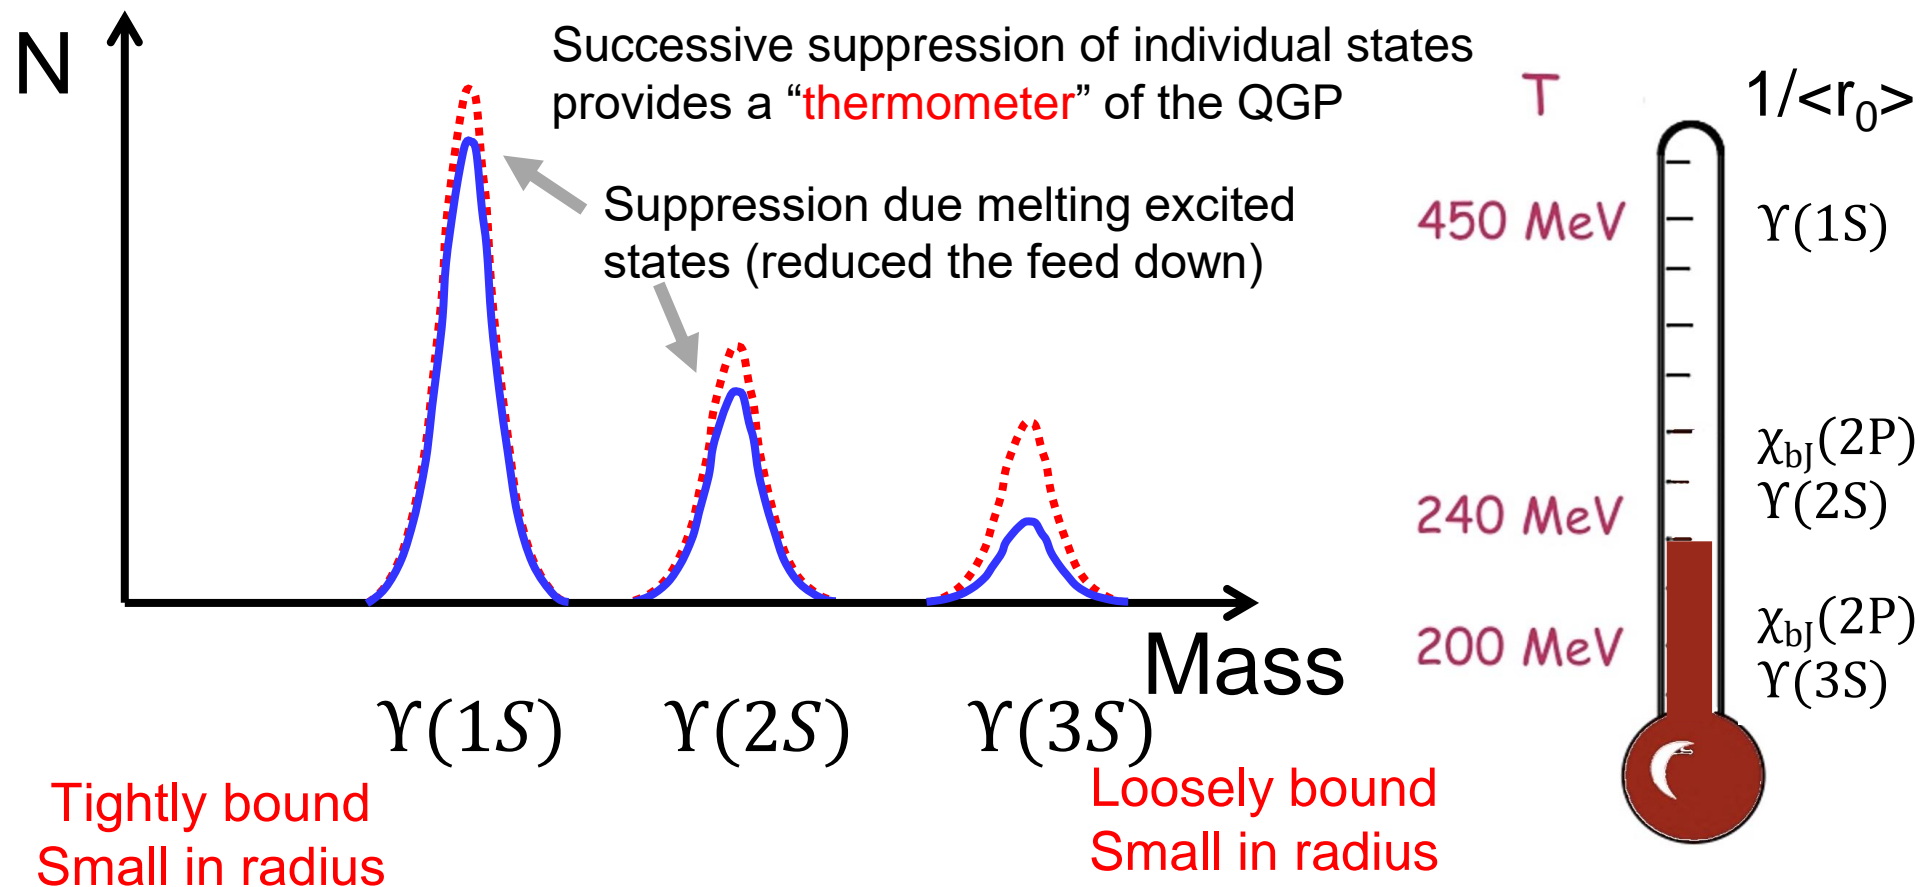 N
Successive suppression of individual states
provides a “thermometer” of the QGP
Suppression due melting excited
states (reduced the feed down)
Mass
ϒ(1S)
ϒ(2S)
ϒ(3S)
Tightly bound
Small in radius
Loosely bound
Small in radius
T
1/<r₀>
450 MeV
ϒ(1S)
χbJ(2P)
240 MeV
ϒ(2S)
200 MeV
χbJ(2P)
ϒ(3S)